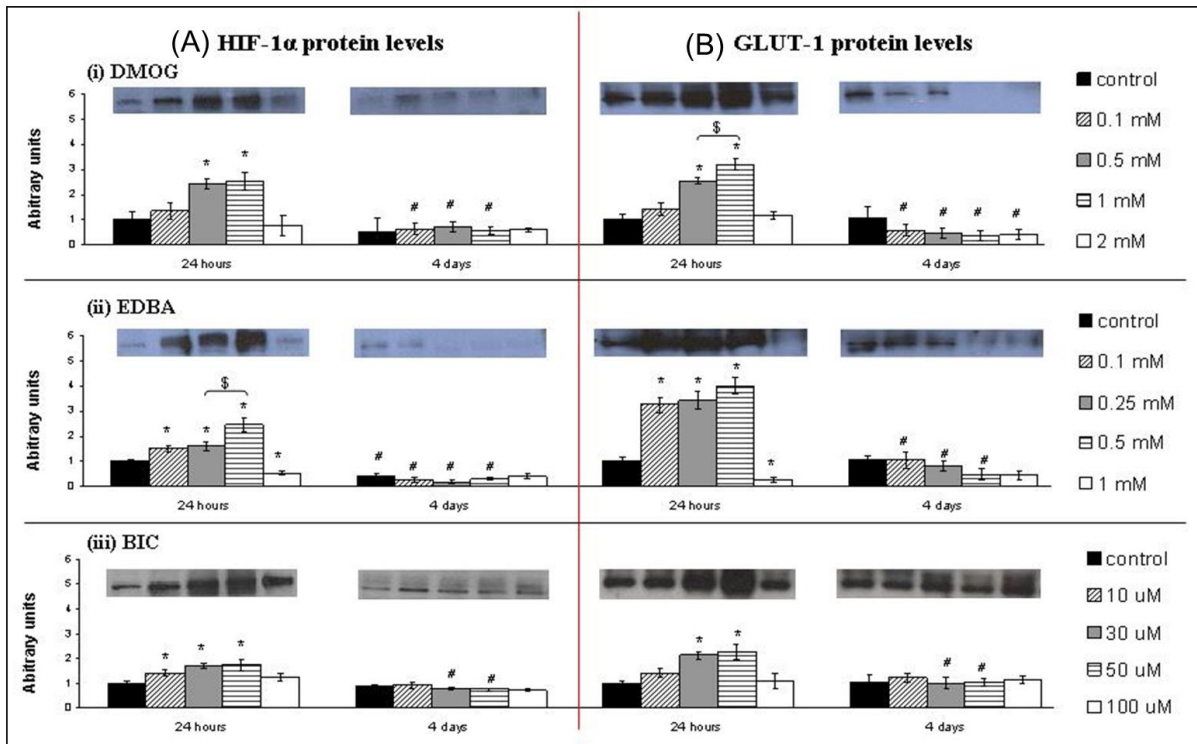 (A) HIF-1α protein levels
(B) GLUT-1 protein levels
(i) DMOG
6
5
4
3
2
1
0
Abitrary units
* *
# # #
24 hours
4 days
$
* *
# # # #
24 hours
4 days
control
0.1 mM
0.5 mM
1 mM
2 mM
(ii) EDBA
6
5
4
3
2
1
0
Abitrary units
$
* * * *
# # # #
24 hours
4 days
* * * *
# # #
24 hours
4 days
control
0.1 mM
0.25 mM
0.5 mM
1 mM
(iii) BIC
6
5
4
3
2
1
0
Abitrary units
* * *
# #
24 hours
4 days
* *
# #
24 hours
4 days
control
10 uM
30 uM
50 uM
100 uM